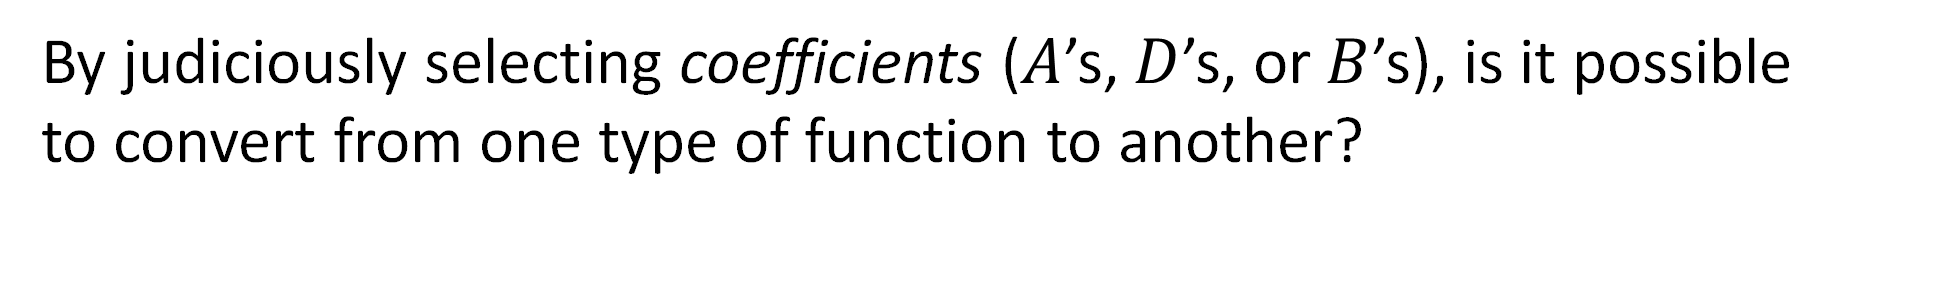 By judiciously selecting coefficients (A’s, D’s, or B’s), is it possible
to convert from one type of function to another?